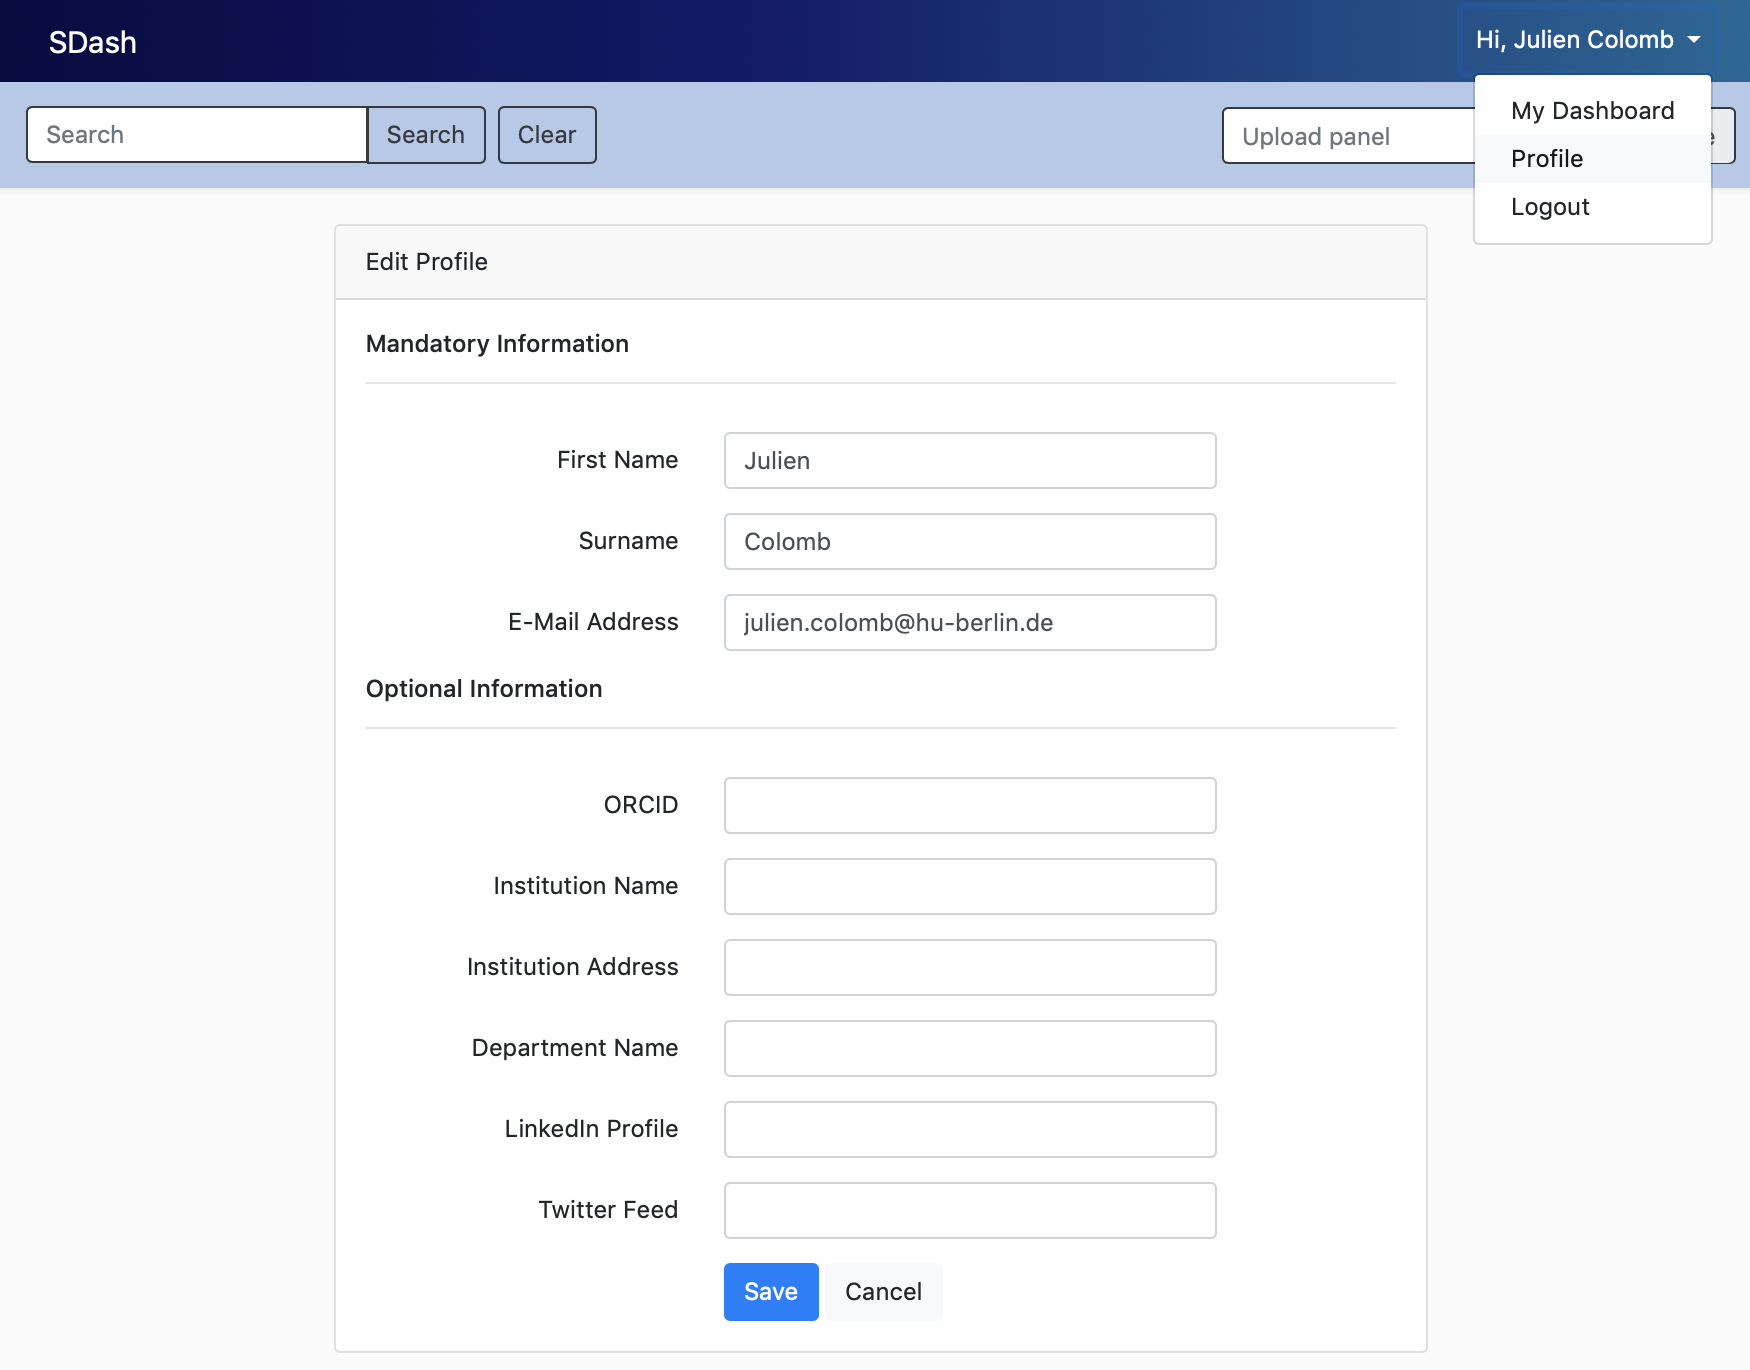 SDash
Hi, Julien Colomb
Search
Search
Clear
Upload panel
My Dashboard
Profile
Logout
Edit Profile
Mandatory Information
First Name
Julien
Surname
Colomb
E-Mail Address
julien.colomb@hu-berlin.de
Optional Information
ORCID
Institution Name
Institution Address
Department Name
LinkedIn Profile
Twitter Feed
Save
Cancel